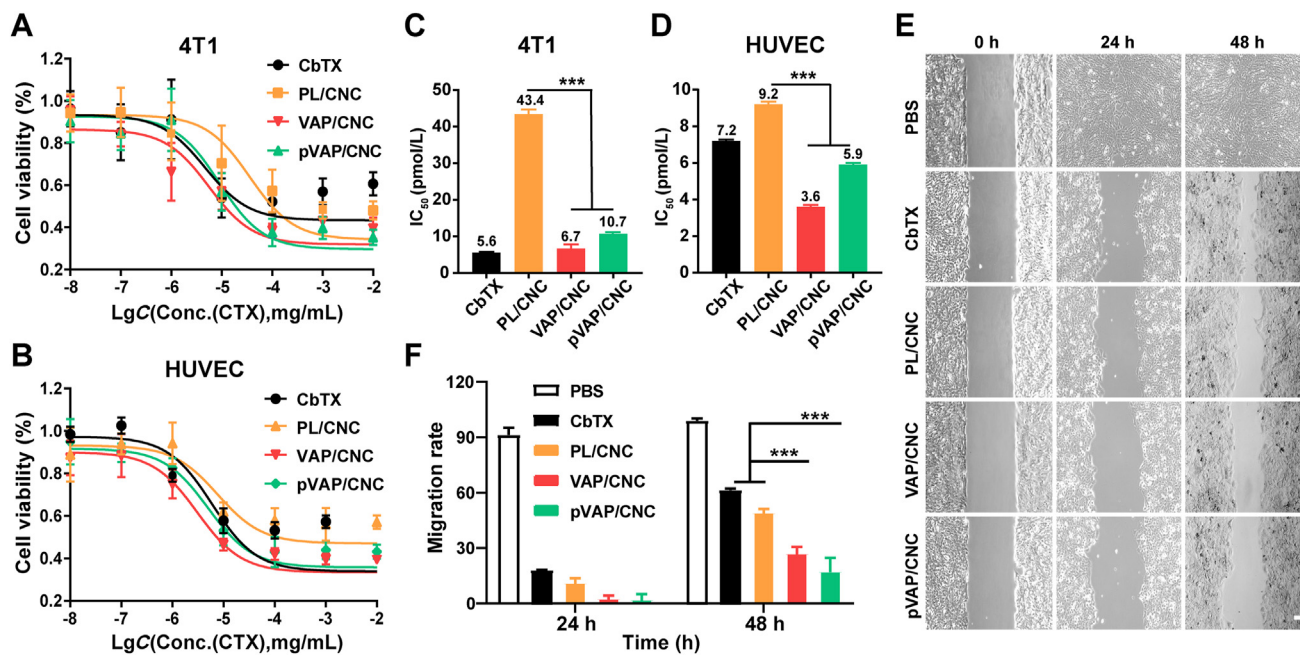 A
4T1
Cell viability (%)
1.2
1.0
0.8
0.6
0.4
0.2
-8 -7 -6 -5 -4 -3 -2
LgC(Conc.(CTX),mg/mL)
CbTX
PL/CNC
VAP/CNC
pVAP/CNC
B
HUVEC
Cell viability (%)
1.2
1.0
0.8
0.6
0.4
0.2
-8 -7 -6 -5 -4 -3 -2
LgC(Conc.(CTX),mg/mL)
CbTX
PL/CNC
VAP/CNC
pVAP/CNC
C
4T1
IC50 (pmol/L)
50
40
30
20
10
0
***
5.6
43.4
6.7
10.7
CbTX
PL/CNC
VAP/CNC
pVAP/CNC
D
HUVEC
IC50 (pmol/L)
10
8
6
4
2
0
***
7.2
9.2
3.6
5.9
CbTX
PL/CNC
VAP/CNC
pVAP/CNC
E
0 h 24 h 48 h
PBS
CbTX
PL/CNC
VAP/CNC
pVAP/CNC
F
Migration rate
120
90
60
30
0
PBS
CbTX
PL/CNC
VAP/CNC
pVAP/CNC
***
***
24 h 48 h
Time (h)